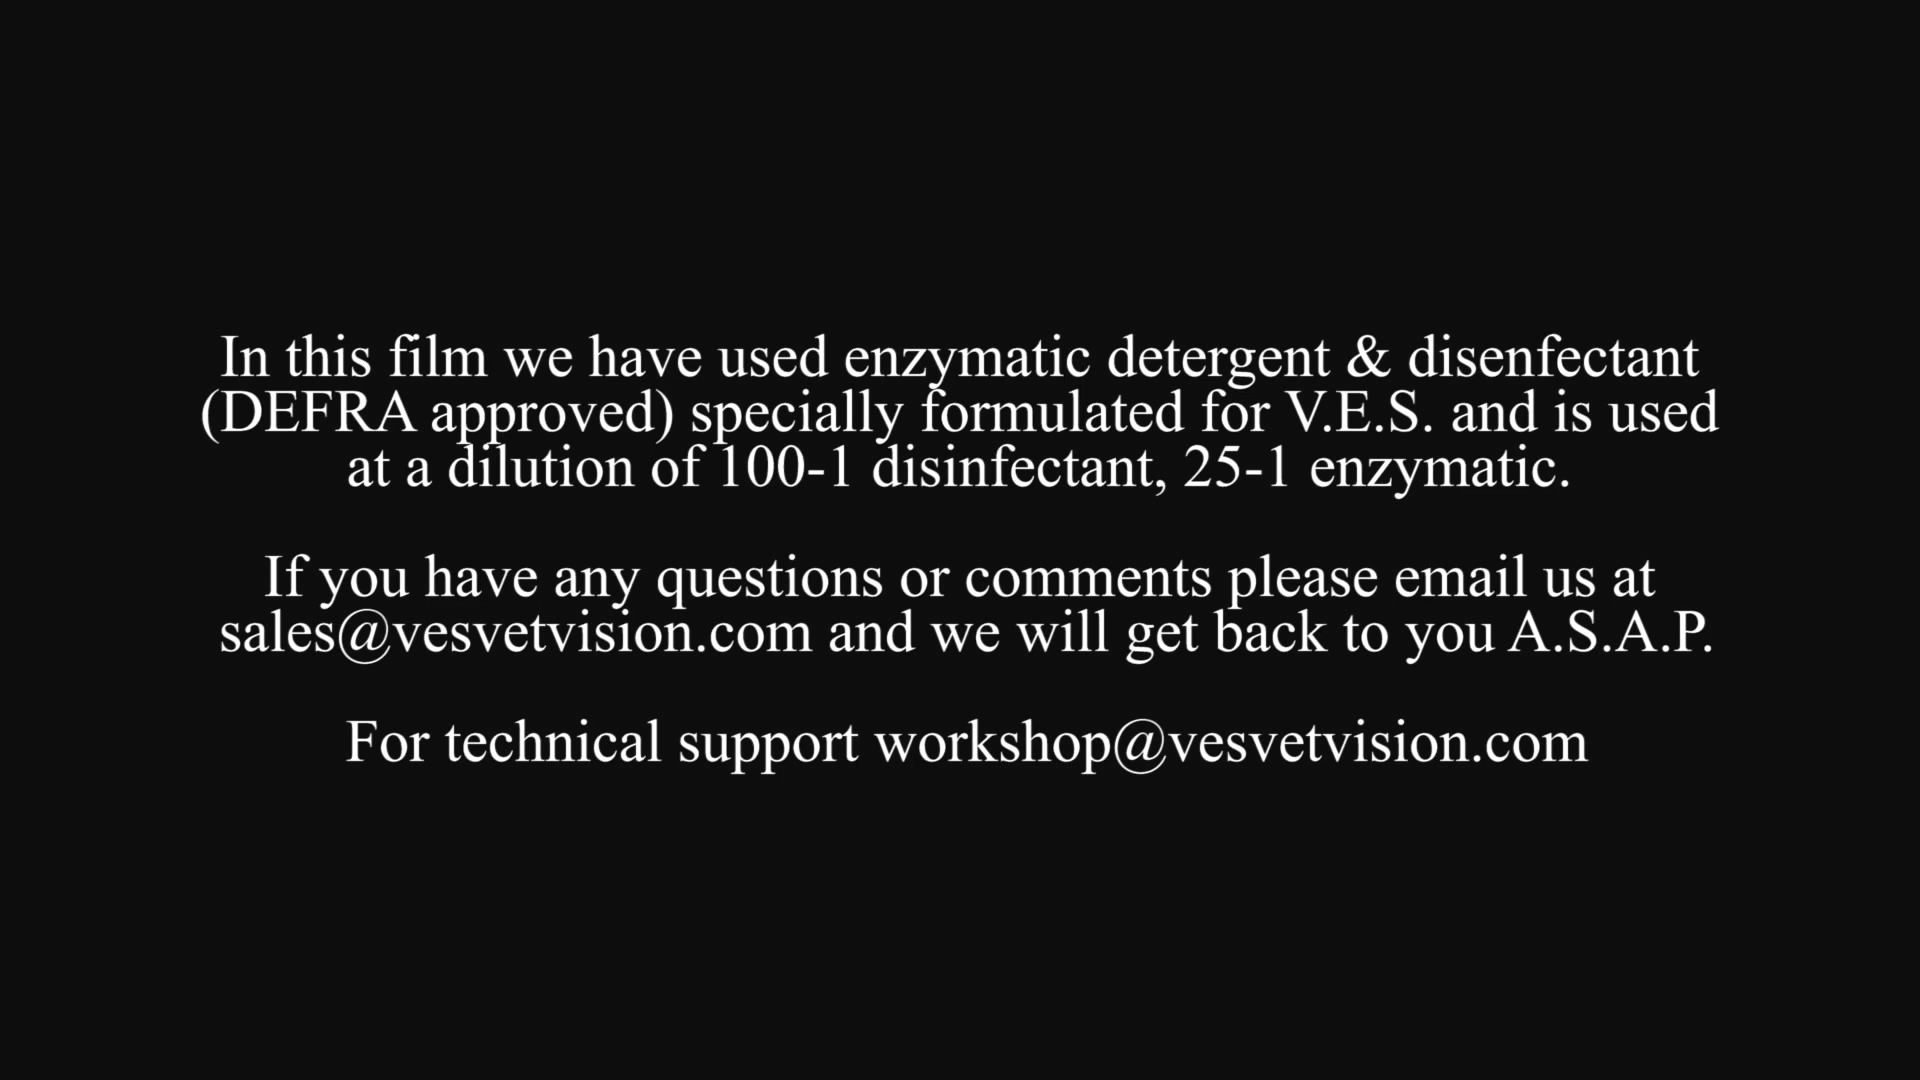 In this film we have used enzymatic detergent & disenfectant
(DEFRA approved) specially formulated for V.E.S. and is used
at a dilution of 100-1 disinfectant, 25-1 enzymatic.
If you have any questions or comments please email us at
sales@vesvetvision.com and we will get back to you A.S.A.P.
For technical support workshop@vesvetvision.com